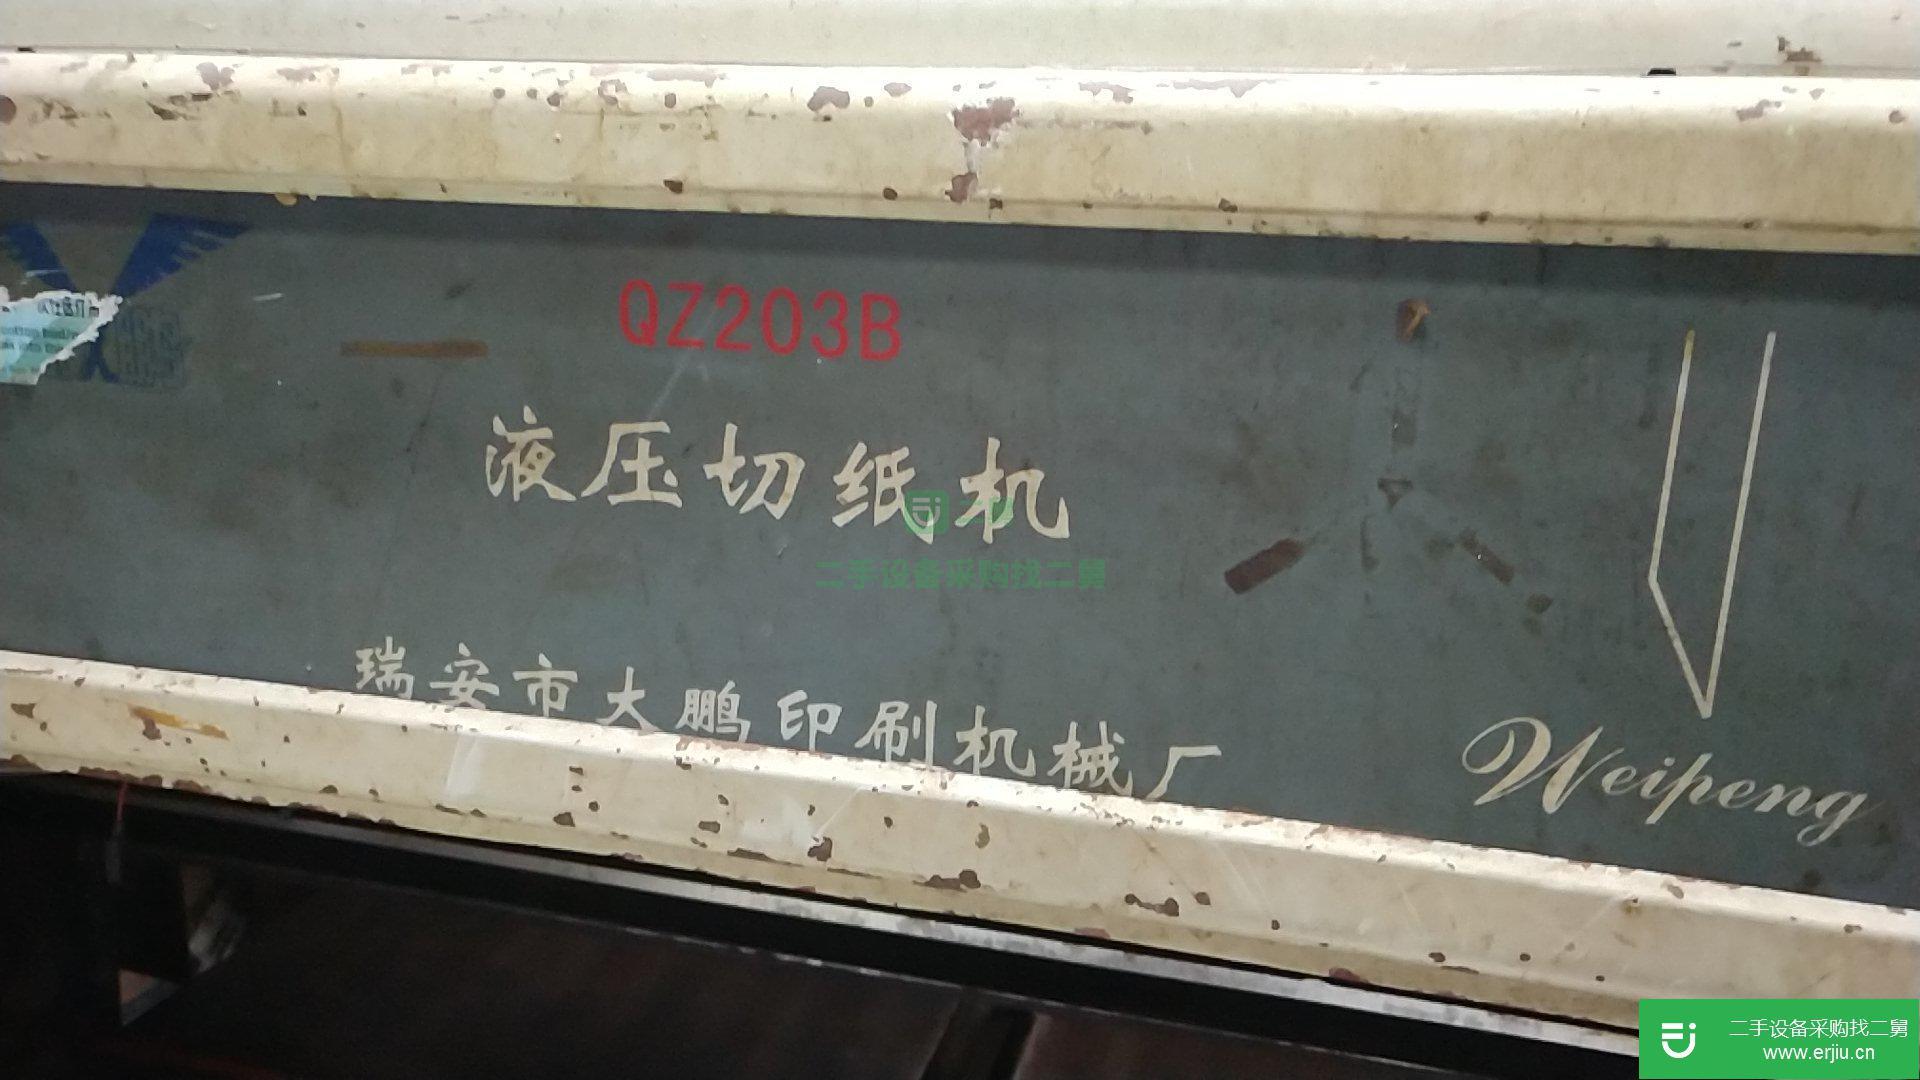 QZ203B
液压切纸机
二手设备采购找二舅
瑞安市大鹏印刷机械厂
Weipeng
二手设备采购找二舅
www.erjiu.cn